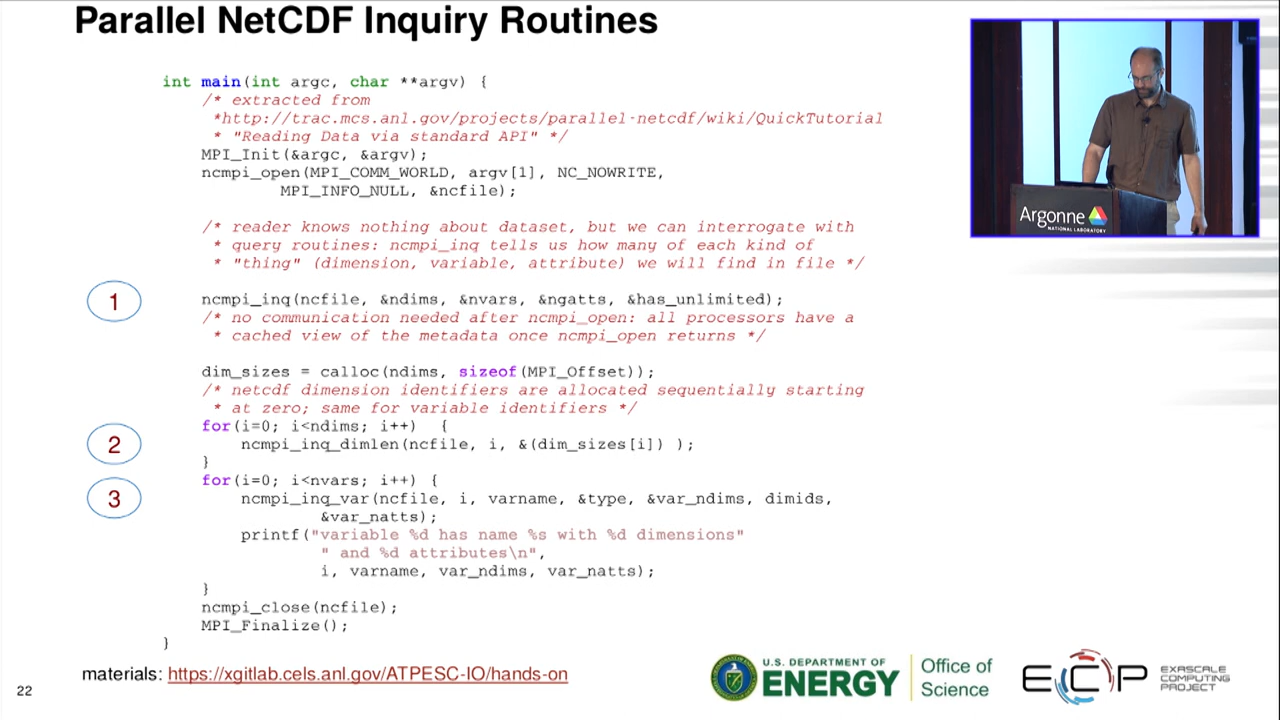 Parallel NetCDF Inquiry Routines
int main(int argc, char **argv) {
/* extracted from
*http://trac.mcs.anl.gov/projects/parallel-netcdf/wiki/QuickTutorial
* "Reading Data via standard API" */
MPI_Init(&argc, &argv);
ncmpi_open(MPI_COMM_WORLD, argv[1], NC_NOWRITE,
MPI_INFO_NULL, &ncfile);
/* reader knows nothing about dataset, but we can interrogate with
* query routines: ncmpi_inq tells us how many of each kind of
* "thing" (dimension, variable, attribute) we will find in file */
1
ncmpi_inq(ncfile, &ndims, &nvars, &ngatts, &has_unlimited);
/* no communication needed after ncmpi_open: all processors have a
* cached view of the metadata once ncmpi_open returns */
dim_sizes = calloc(ndims, sizeof(MPI_Offset));
/* netcdf dimension identifiers are allocated sequentially starting
* at zero; same for variable identifiers */
for(i=0; i<ndims; i++) {
2
ncmpi_inq_dimlen(ncfile, i, &(dim_sizes[i]) );
}
for(i=0; i<nvars; i++) {
3
ncmpi_inq_var(ncfile, i, varname, &type, &var_ndims, dimids,
&var_natts);
printf("variable %d has name %s with %d dimensions"
" and %d attributes\n",
i, varname, var_ndims, var_natts);
}
ncmpi_close(ncfile);
MPI_Finalize();
}
materials: https://xgitlab.cels.anl.gov/ATPESC-IO/hands-on
22
U.S. DEPARTMENT OF
ENERGY
Office of
Science
ECP
EXASCALE
COMPUTING
PROJECT
Argonne
NATIONAL LABORATORY